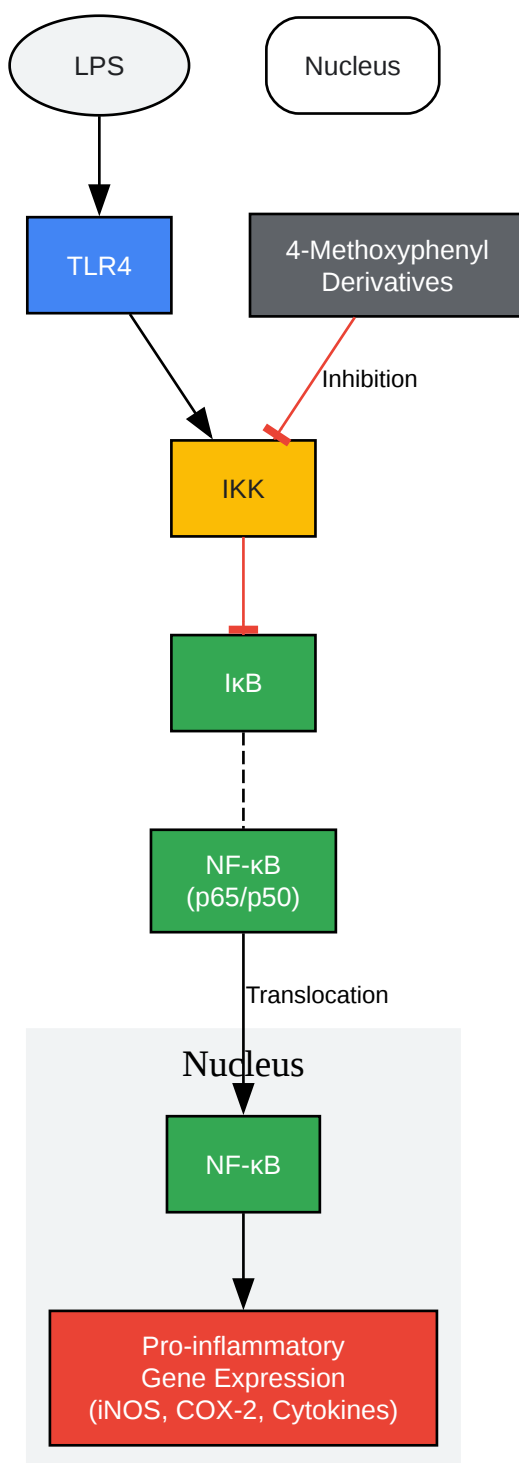 LPS
Nucleus
TLR4
4-Methoxyphenyl
Derivatives
Inhibition
IKK
IκB
NF-κB
(p65/p50)
Translocation
Nucleus
NF-κB
Pro-inflammatory
Gene Expression
(iNOS, COX-2, Cytokines)